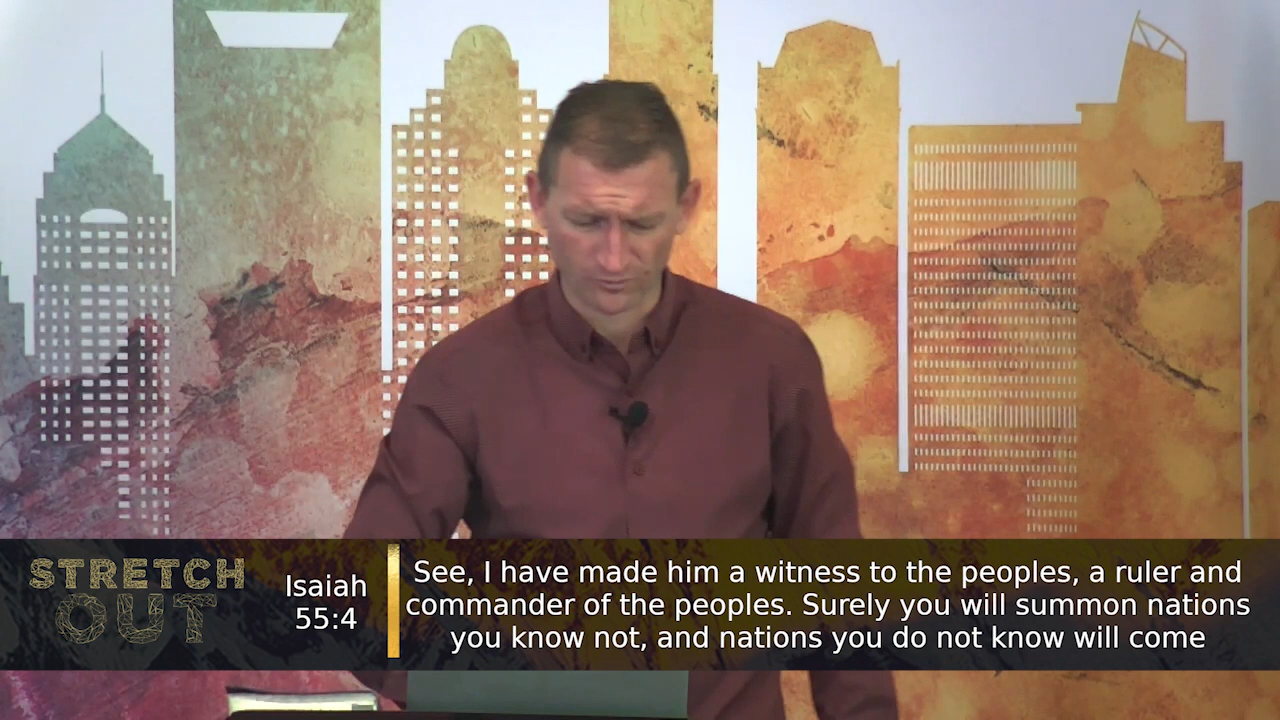 STRETCH
OUT
Isaiah
55:4
See, I have made him a witness to the peoples, a ruler and
commander of the peoples. Surely you will summon nations
you know not, and nations you do not know will come